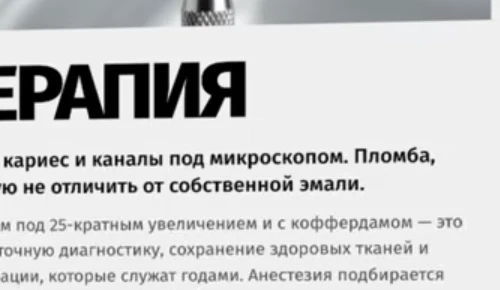 ЕРАПИЯ
кариес и каналы под микроскопом. Пломба,
ую не отличить от собственной эмали.
м под 25-кратным увеличением и с коффердамом — это
точную диагностику, сохранение здоровых тканей и
ации, которые служат годами. Анестезия подбирается